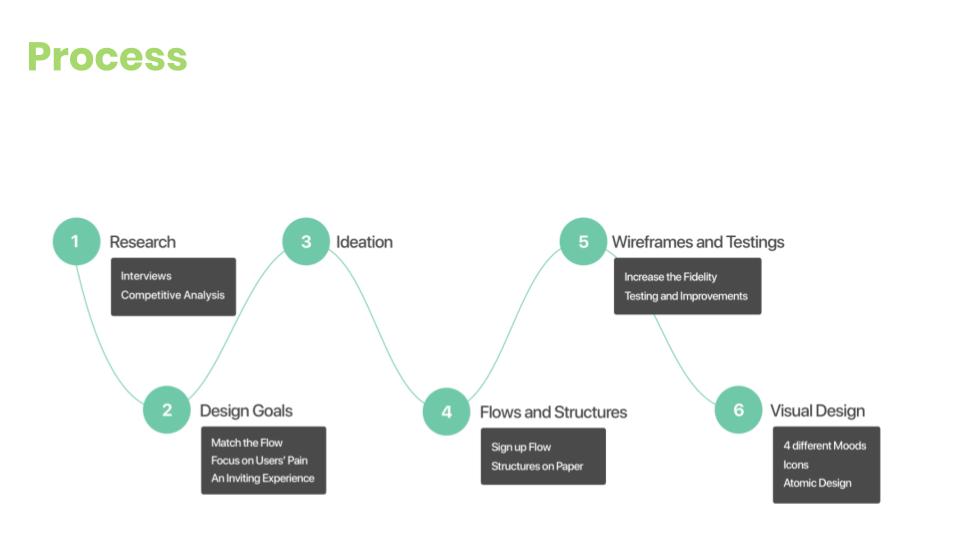 Process
1
Research
Interviews
Competitive Analysis
2
Design Goals
Match the Flow
Focus on Users' Pain
An Inviting Experience
3
Ideation
4
Flows and Structures
Sign up Flow
Structures on Paper
5
Wireframes and Testings
Increase the Fidelity
Testing and Improvements
6
Visual Design
4 different Moods
Icons
Atomic Design